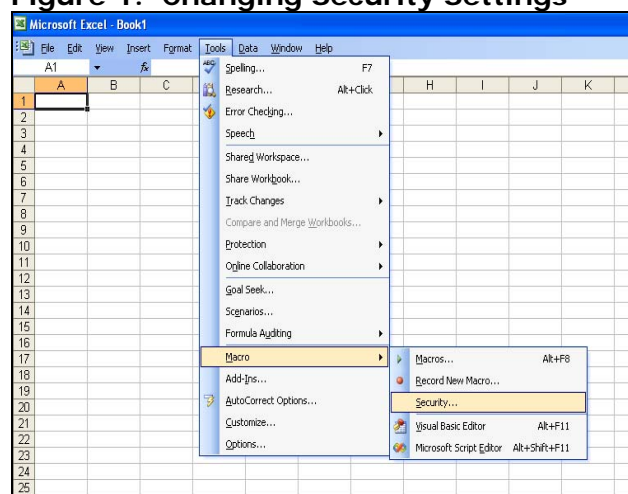 Figure 1: Changing Security Settings
Microsoft Excel - Book1
File Edit View Insert Format Tools Data Window Help
A1 fx
A B C H I J K
Spelling... F7
Research... Alt+Click
Error Checking...
Speech
Shared Workspace...
Share Workbook...
Track Changes
Compare and Merge Workbooks...
Protection
Online Collaboration
Goal Seek...
Scenarios...
Formula Auditing
Macro
Add-Ins...
AutoCorrect Options...
Customize...
Options...
Macros... Alt+F8
Record New Macro...
Security...
Visual Basic Editor Alt+F11
Microsoft Script Editor Alt+Shift+F11
1
2
3
4
5
6
7
8
9
10
11
12
13
14
15
16
17
18
19
20
21
22
23
24
25